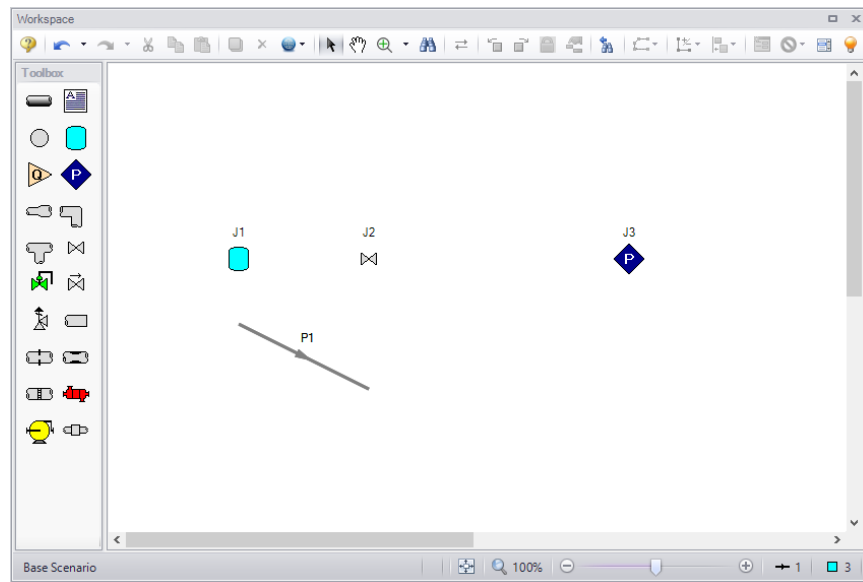 Workspace
Toolbox
A
Q P
J1 J2 J3
P
P1
Base Scenario 100% 1 3